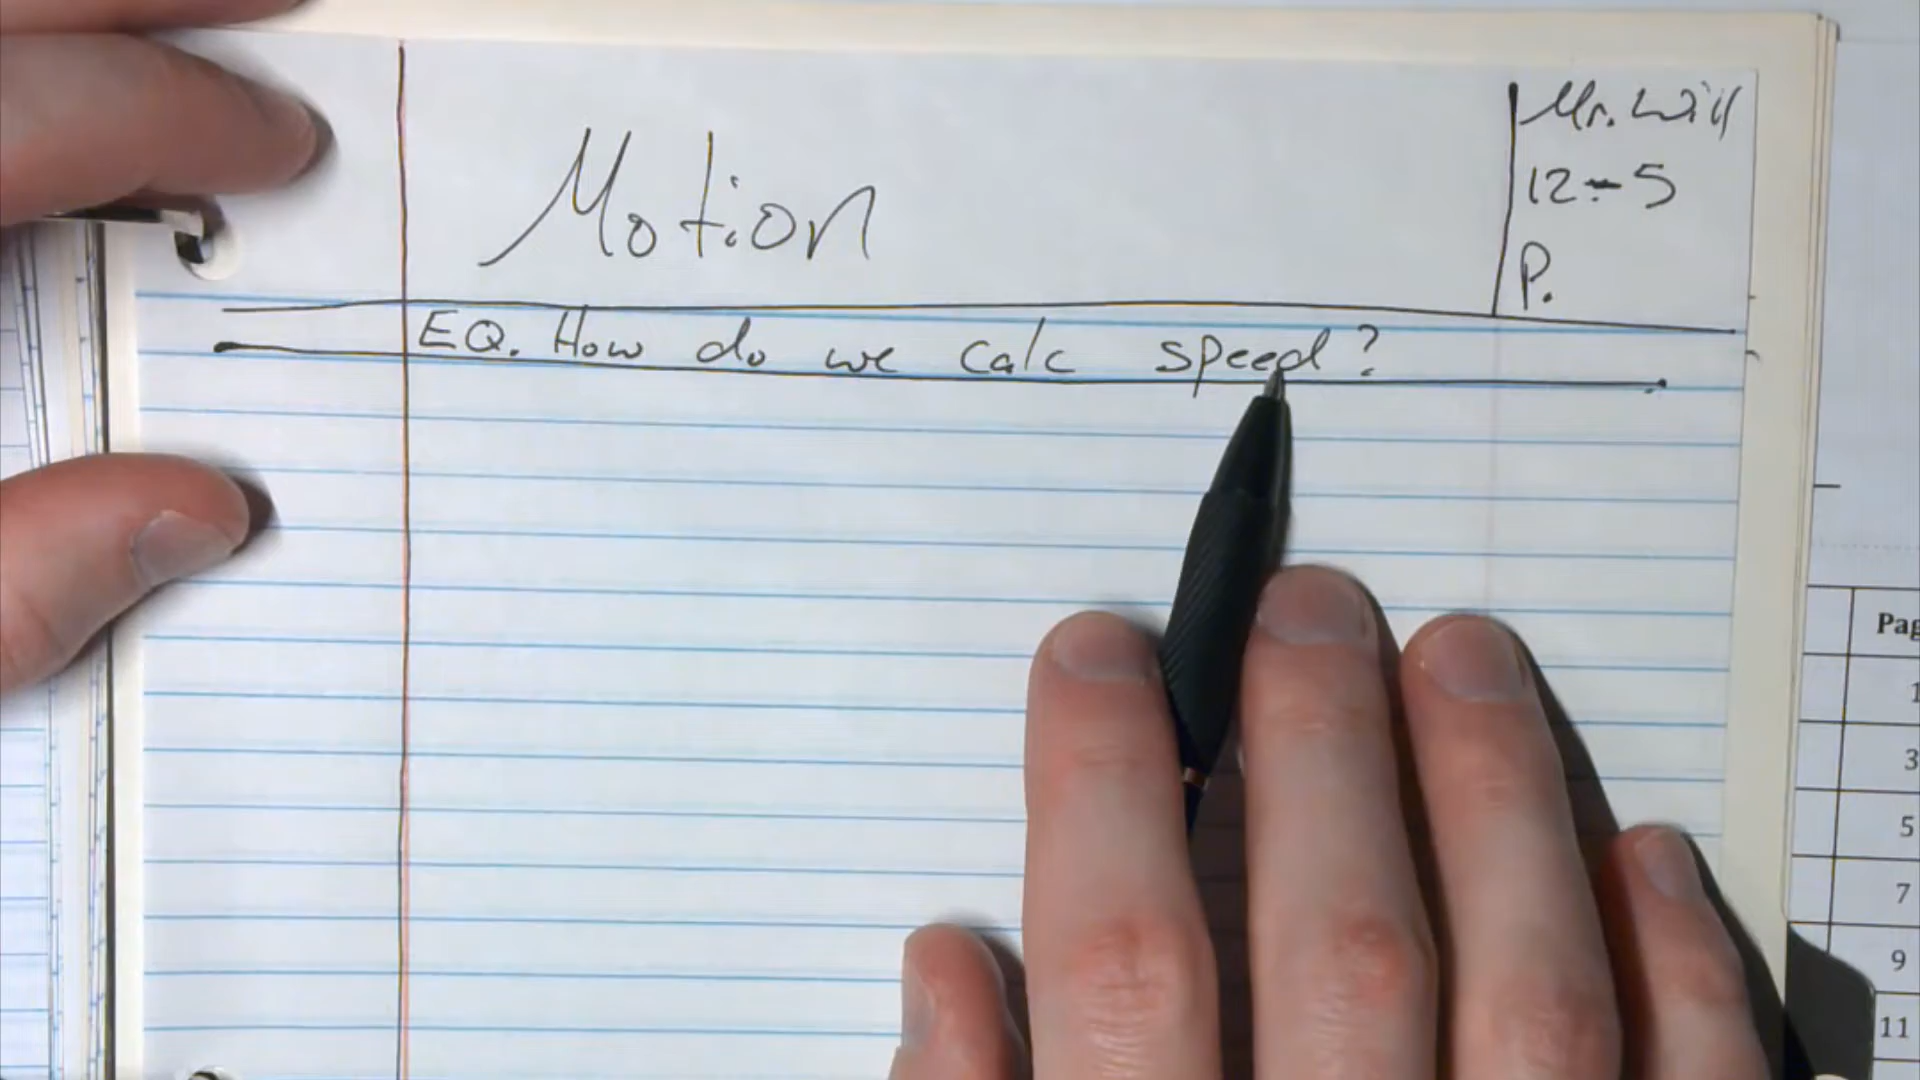 Motion
Mr. Will
12-5
P.
EQ. How do we calc speed?
Pag
1
3
5
7
9
11